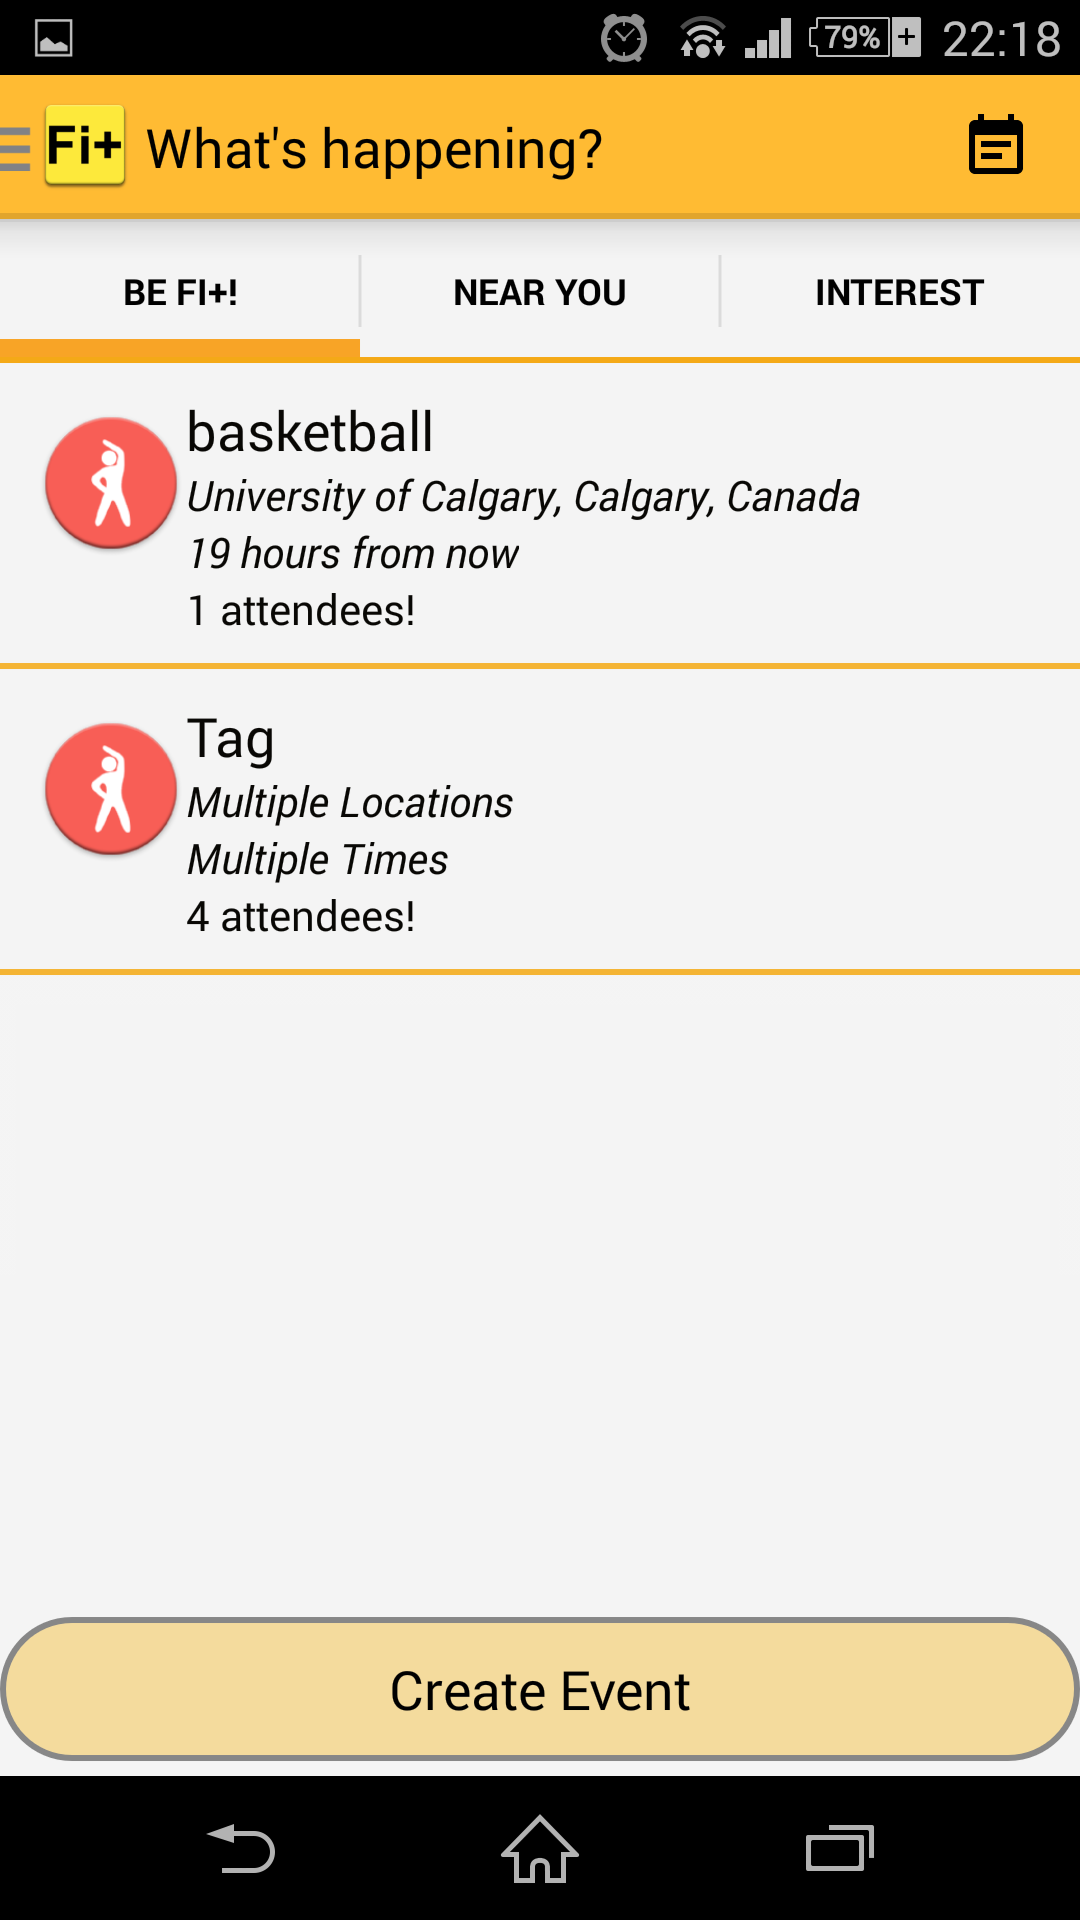 79%
22:18
Fi+ What's happening?
BE FI+!
NEAR YOU
INTEREST
basketball
University of Calgary, Calgary, Canada
19 hours from now
1 attendees!
Tag
Multiple Locations
Multiple Times
4 attendees!
Create Event